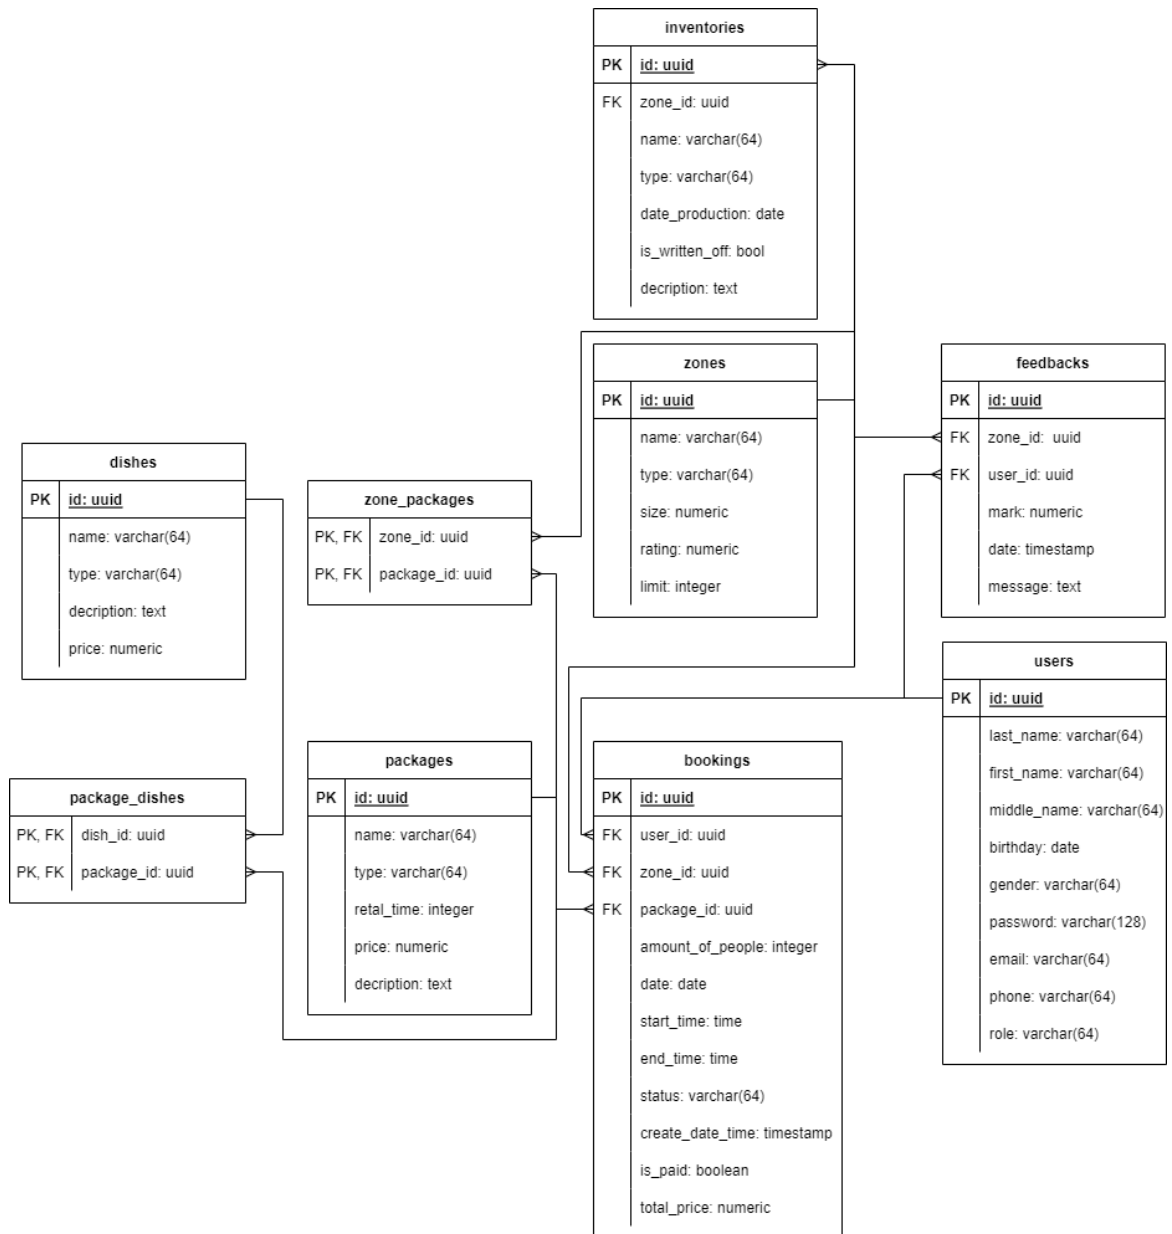 inventories
PK id: uuid
FK zone_id: uuid
name: varchar(64)
type: varchar(64)
date_production: date
is_written_off: bool
decription: text
zones
PK id: uuid
name: varchar(64)
type: varchar(64)
size: numeric
rating: numeric
limit: integer
feedbacks
PK id: uuid
FK zone_id: uuid
FK user_id: uuid
mark: numeric
date: timestamp
message: text
dishes
PK id: uuid
name: varchar(64)
type: varchar(64)
decription: text
price: numeric
zone_packages
PK, FK zone_id: uuid
PK, FK package_id: uuid
users
PK id: uuid
last_name: varchar(64)
first_name: varchar(64)
middle_name: varchar(64)
birthday: date
gender: varchar(64)
password: varchar(128)
email: varchar(64)
phone: varchar(64)
role: varchar(64)
package_dishes
PK, FK dish_id: uuid
PK, FK package_id: uuid
packages
PK id: uuid
name: varchar(64)
type: varchar(64)
retal_time: integer
price: numeric
decription: text
bookings
PK id: uuid
FK user_id: uuid
FK zone_id: uuid
FK package_id: uuid
amount_of_people: integer
date: date
start_time: time
end_time: time
status: varchar(64)
create_date_time: timestamp
is_paid: boolean
total_price: numeric